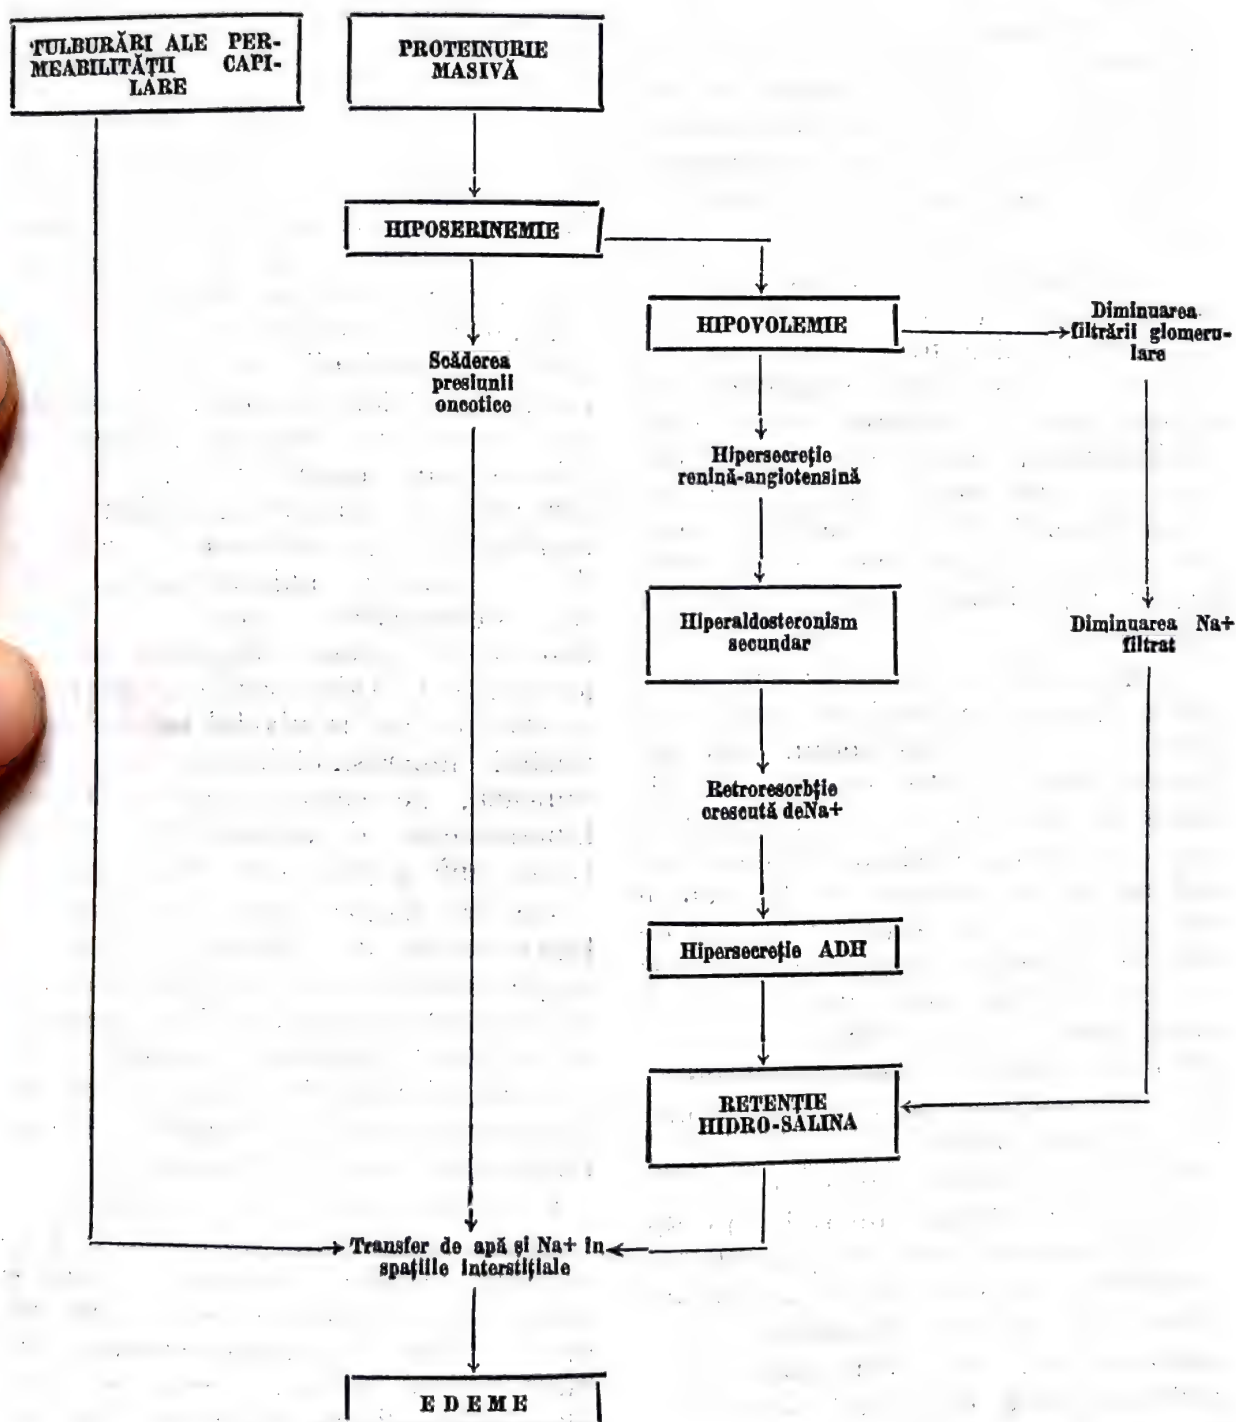 TULBURĂRI ALE PER-
MEABILITĂȚII CAPI-
LARE
PROTEINURIE
MASIVĂ
HIPOSERINEMIE
HIPOVOLEMIE
Diminuarea
filtrării glomeru-
lare
Scăderea
presiunii
oncotice
Hipersecreție
renină-angiotensină
Hiperaldosteronism
secundar
Diminuarea Na+
filtrat
Retroresorbție
crescută deNa+
Hipersecreție ADH
RETENȚIE
HIDRO-SALINA
Transfer de apă și Na+ în
spațiile interstițiale
EDEME